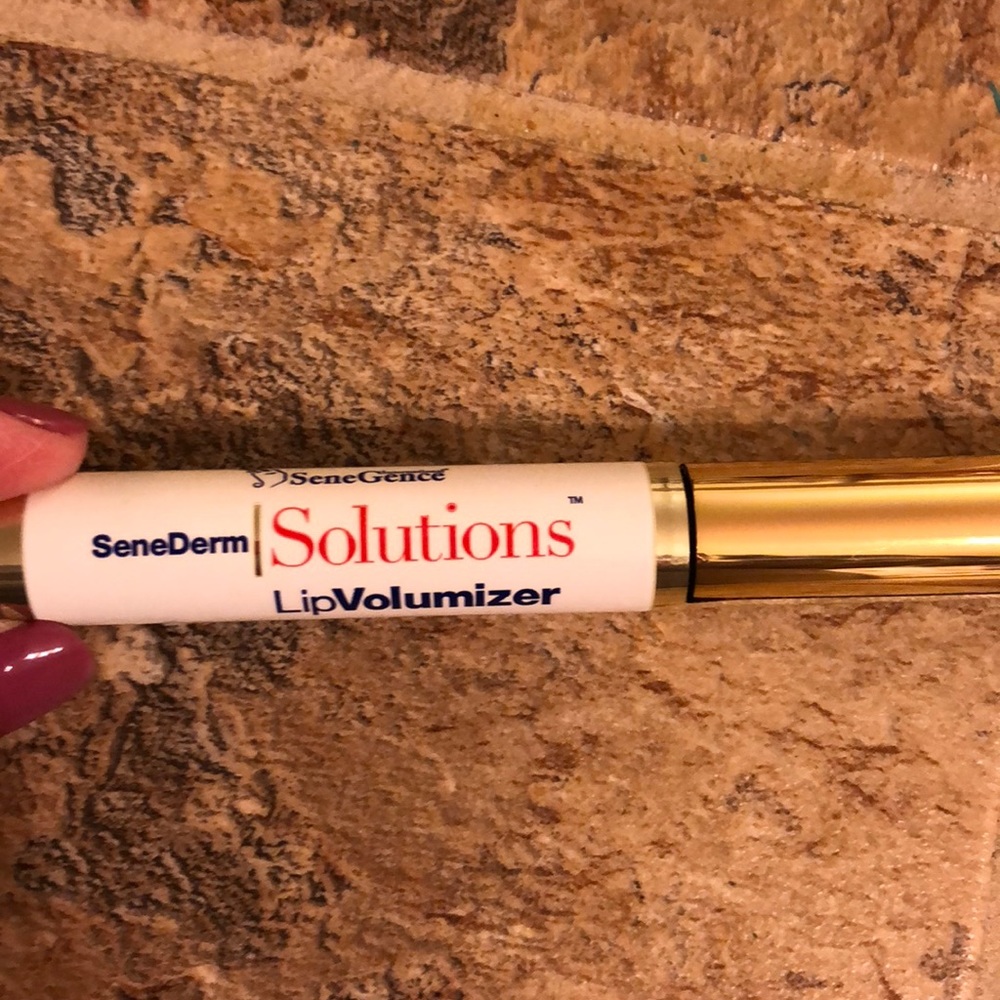 SeneGence
SeneDerm Solutions™
LipVolumizer